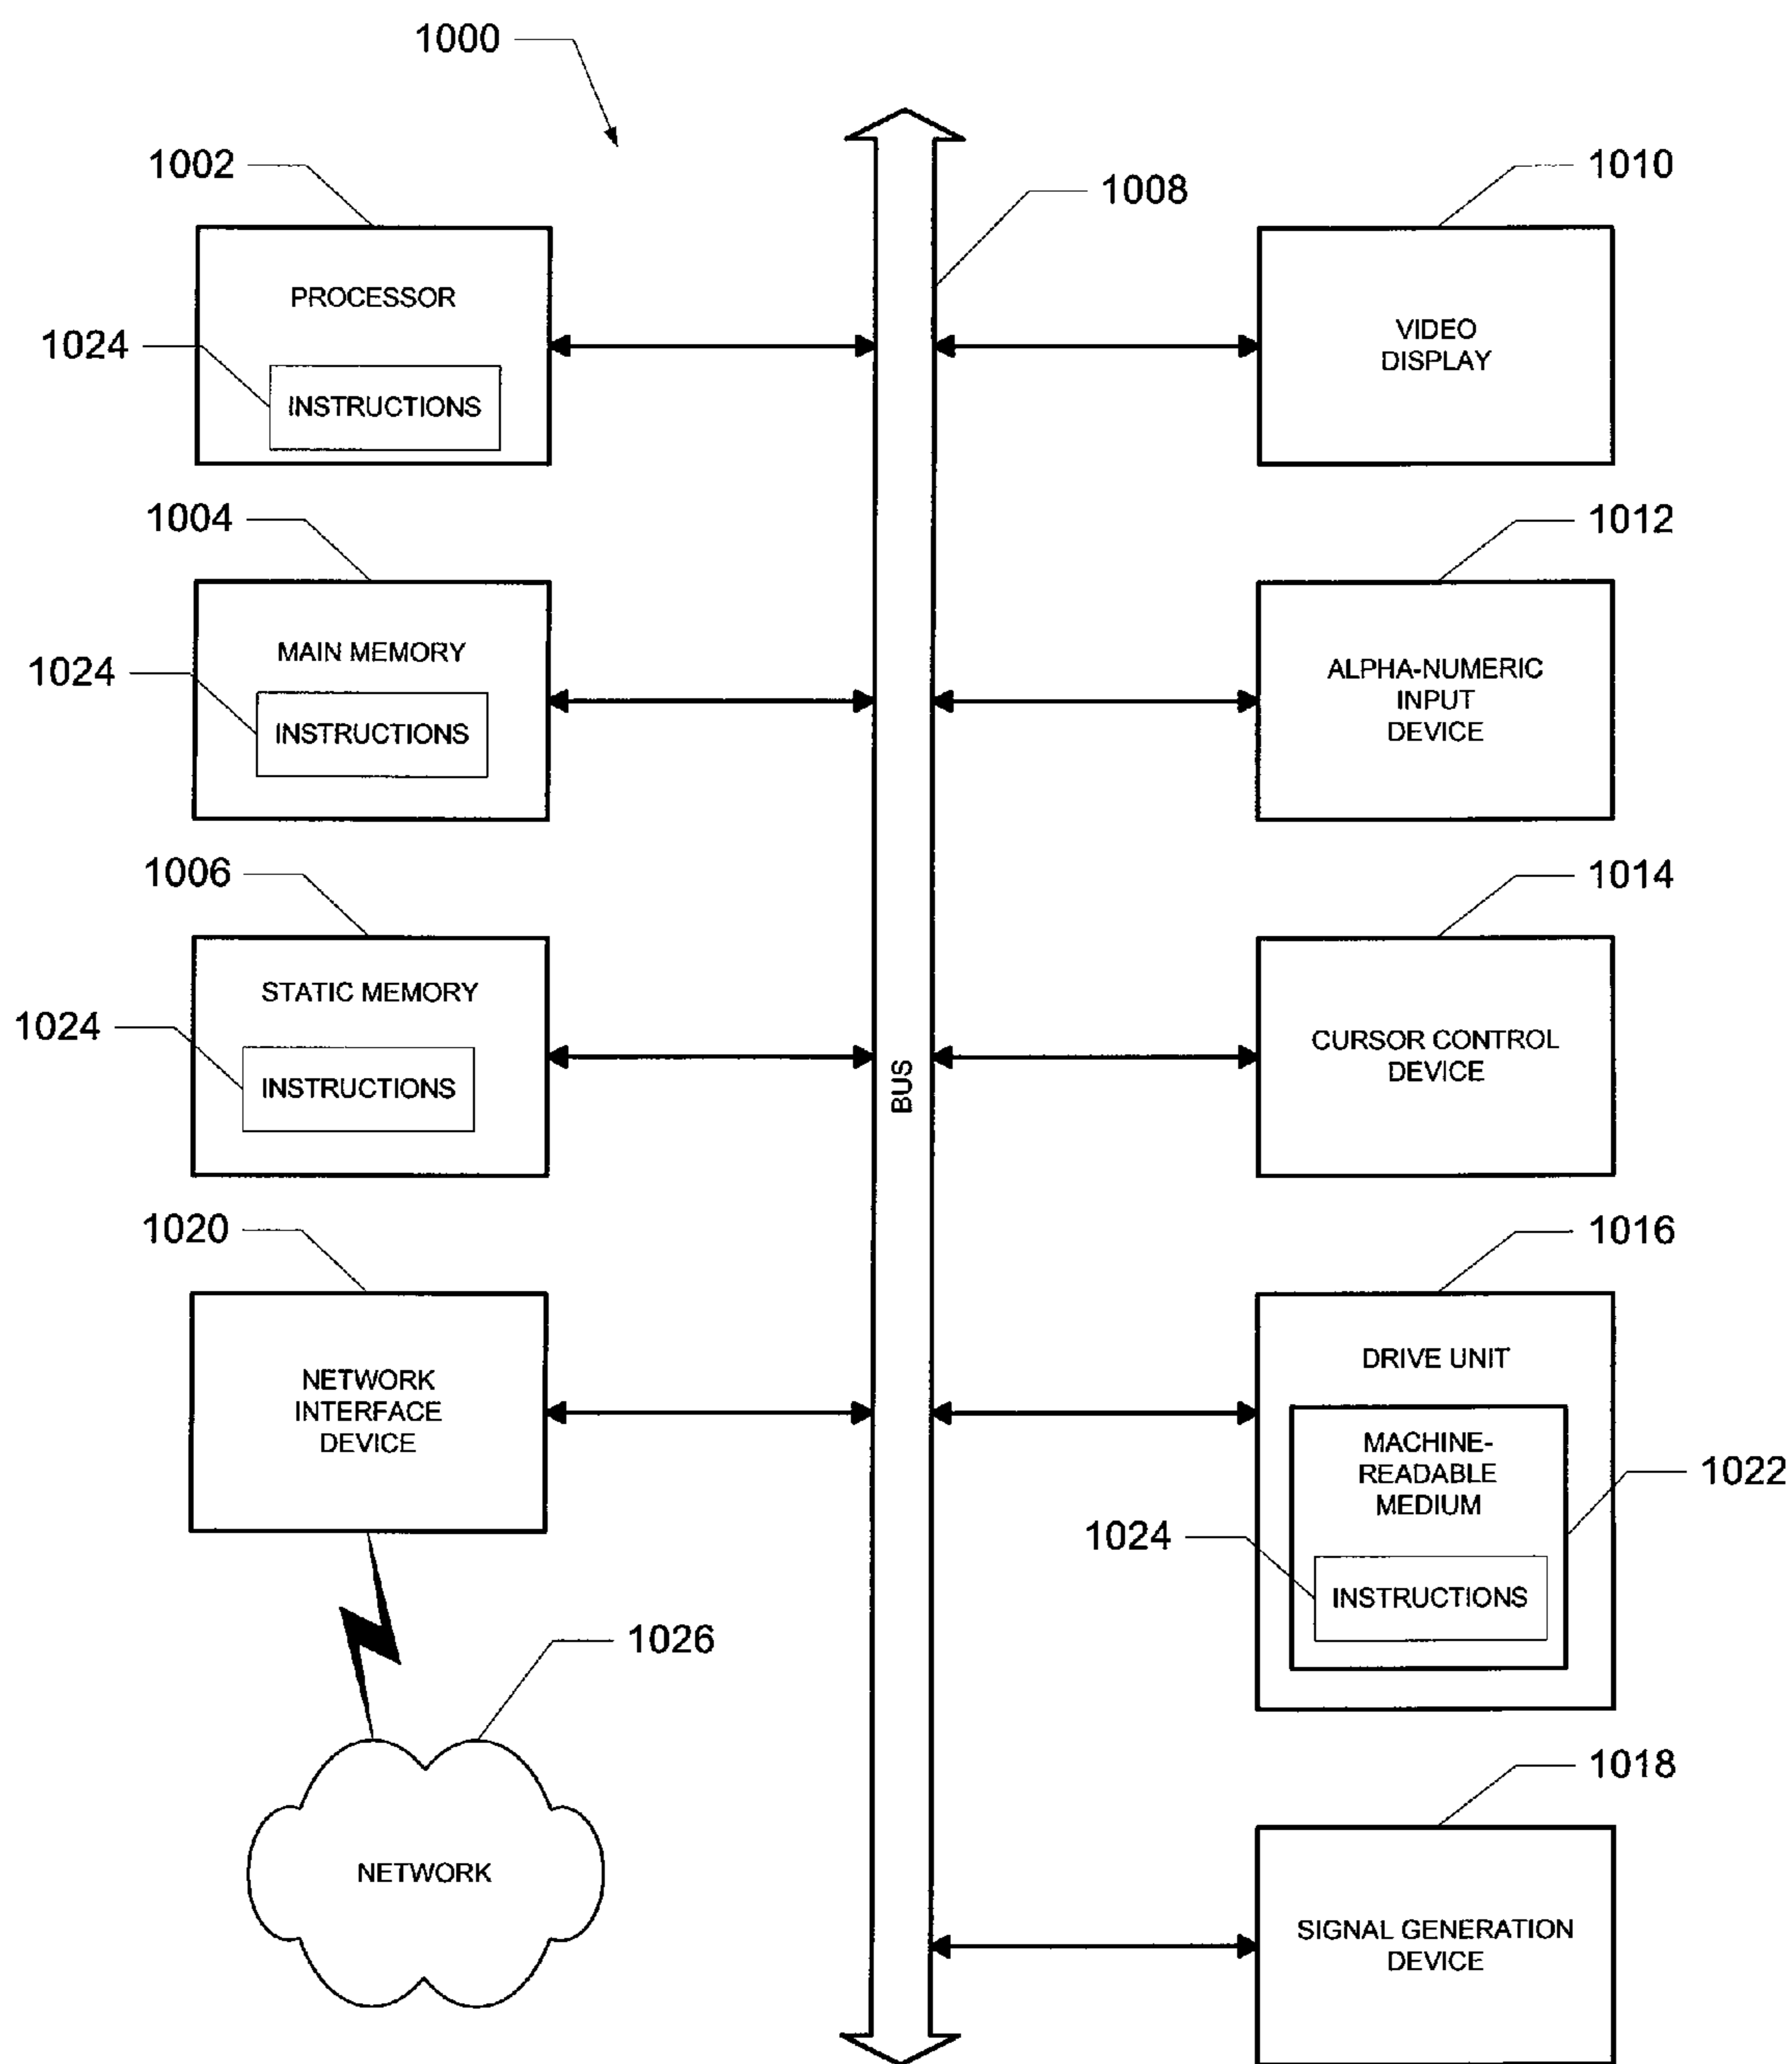 1000
1002
1008
1010
PROCESSOR
1024
INSTRUCTIONS
VIDEO
DISPLAY
1004
1012
MAIN MEMORY
1024
INSTRUCTIONS
ALPHA-NUMERIC
INPUT
DEVICE
1006
1014
STATIC MEMORY
1024
INSTRUCTIONS
BUS
CURSOR CONTROL
DEVICE
1020
1016
NETWORK
INTERFACE
DEVICE
DRIVE UNIT
MACHINE-
READABLE
MEDIUM
1022
1024
INSTRUCTIONS
1026
NETWORK
1018
SIGNAL GENERATION
DEVICE